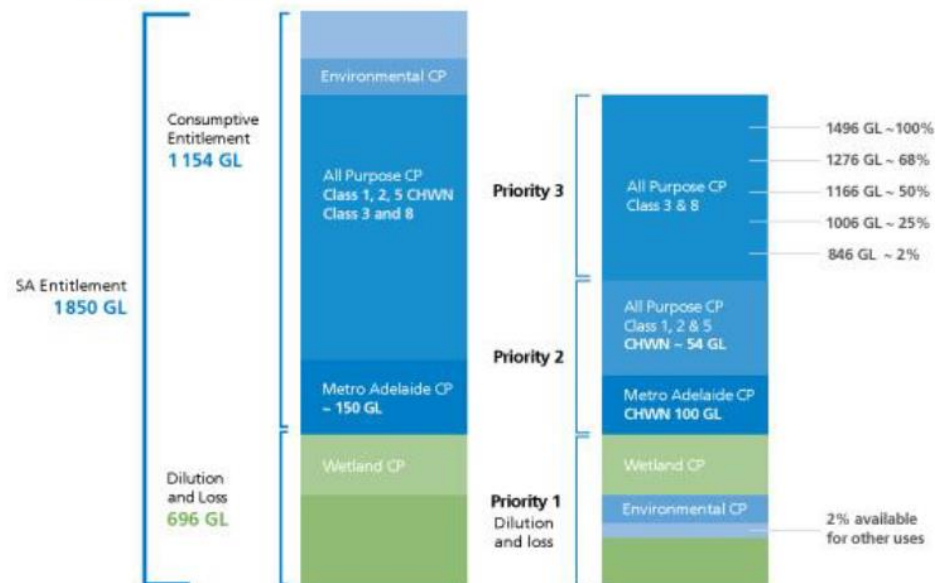 SA Entitlement
1850 GL
Consumptive
Entitlement
1 154 GL
Dilution
and Loss
696 GL
Environmental CP
All Purpose CP
Class 1, 2, 5 CHWN
Class 3 and 8
Metro Adelaide CP
~ 150 GL
Wetland CP
Priority 3
Priority 2
Priority 1
Dilution
and loss
All Purpose CP
Class 3 & 8
All Purpose CP
Class 1, 2 & 5
CHWN ~ 54 GL
Metro Adelaide CP
CHWN 100 GL
Wetland CP
Environmental CP
1496 GL ~100%
1276 GL ~ 68%
1166 GL ~ 50%
1006 GL ~ 25%
846 GL ~ 2%
2% available
for other uses